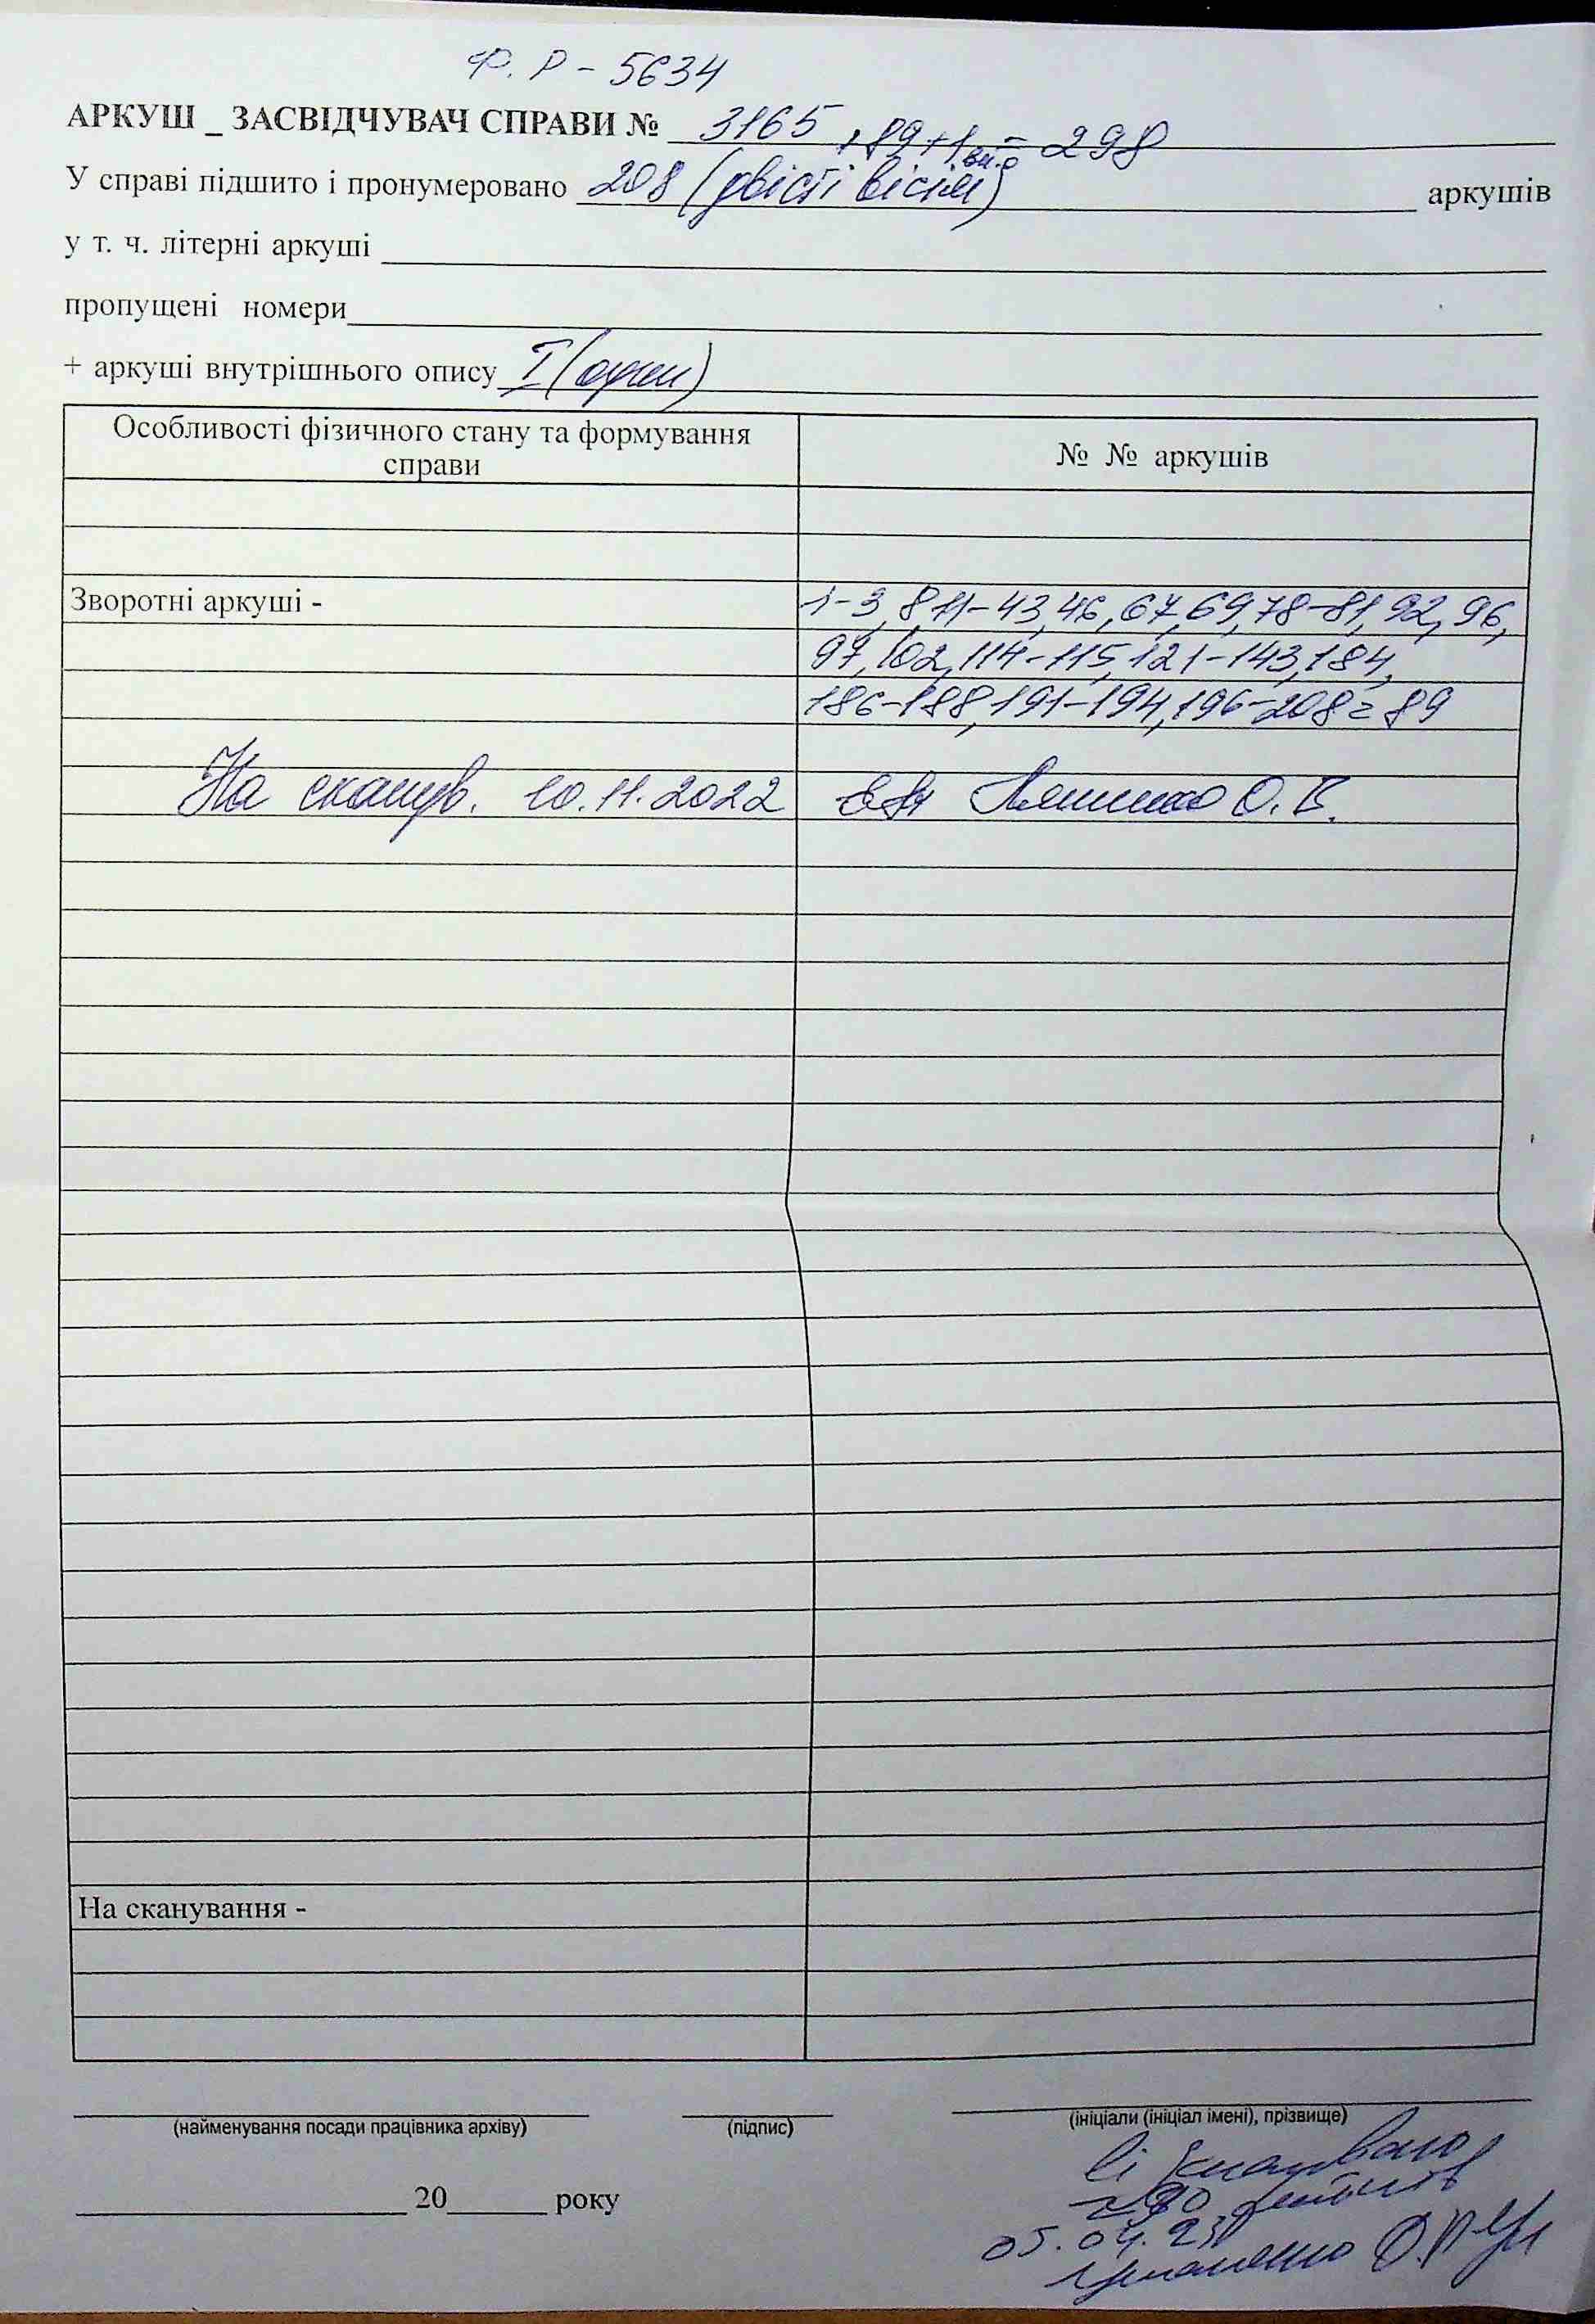 Ф. Р - 5634
АРКУШ _ ЗАСВІДЧУВАЧ СПРАВИ № 3165
+ 89 + 1 вн.о = 298
У справі підшито і пронумеровано 208 (двісті вісім) аркушів
у т. ч. літерні аркуші
пропущені номери
+ аркуші внутрішнього опису I (один)
Особливості фізичного стану та формування справи
№ № аркушів
Зворотні аркуші -
1-3, 8, 11-43, 46, 67, 69, 78-81, 92, 96,
97, 102, 114-115, 121-143, 184,
186-188, 191-194, 196-208 = 89
На сканув. 10.11.2022 О. В.
На сканування -
(найменування посади працівника архіву) (підпис) (ініціали (ініціал імені), прізвище)
Відскановано
05.04.23
20 року